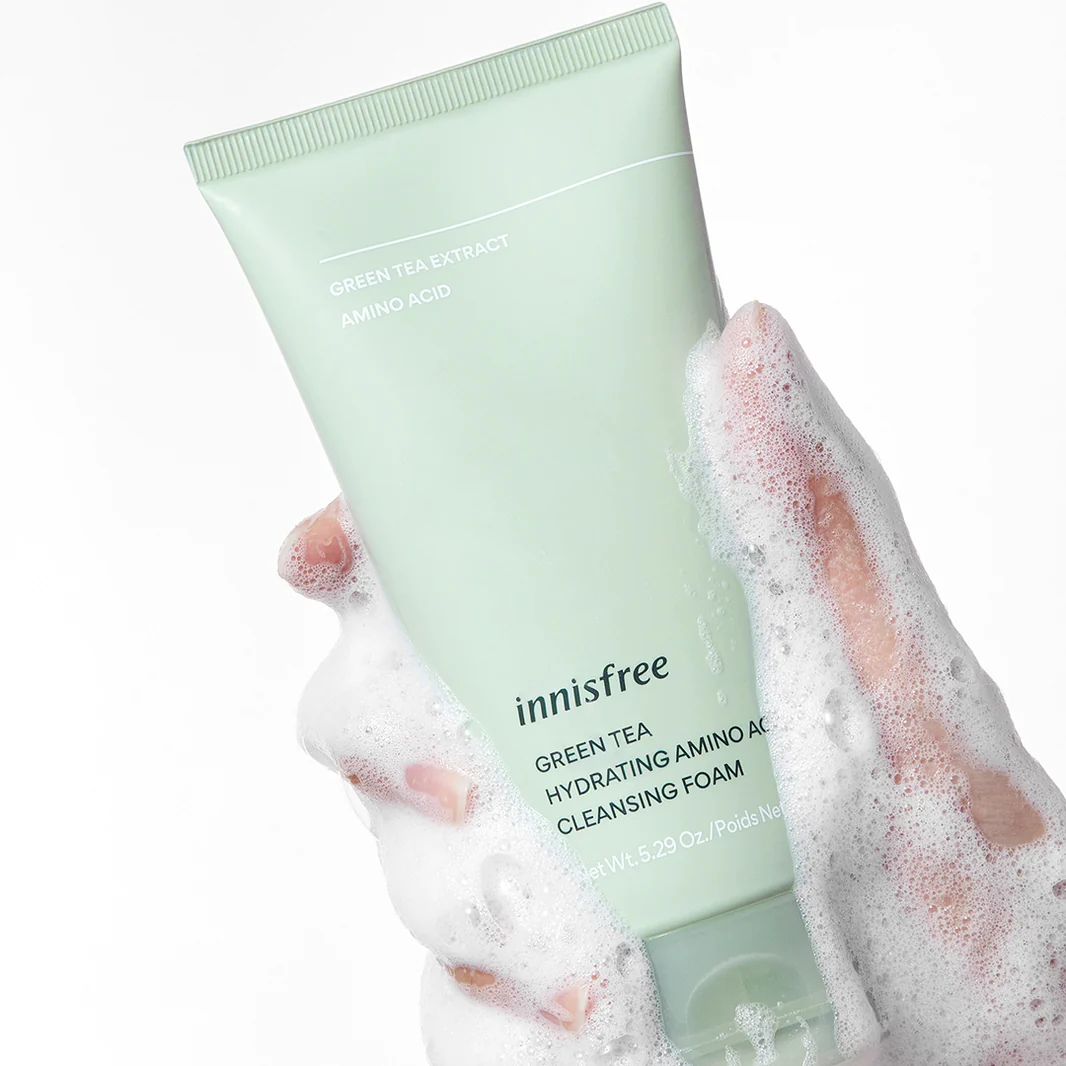 GREEN TEA EXTRACT
AMINO ACID
innisfree
GREEN TEA
HYDRATING AMINO
CLEANSING FOAM
Wt. 5.29 Oz./Poids